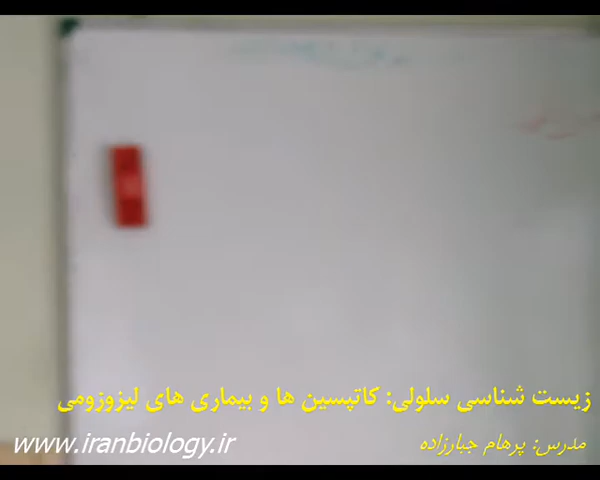 زیست شناسی سلولی: کاتپسین ها و بیماری های لیزوزومی
مدرس: پرهام جبارزاده
www.iranbiology.ir